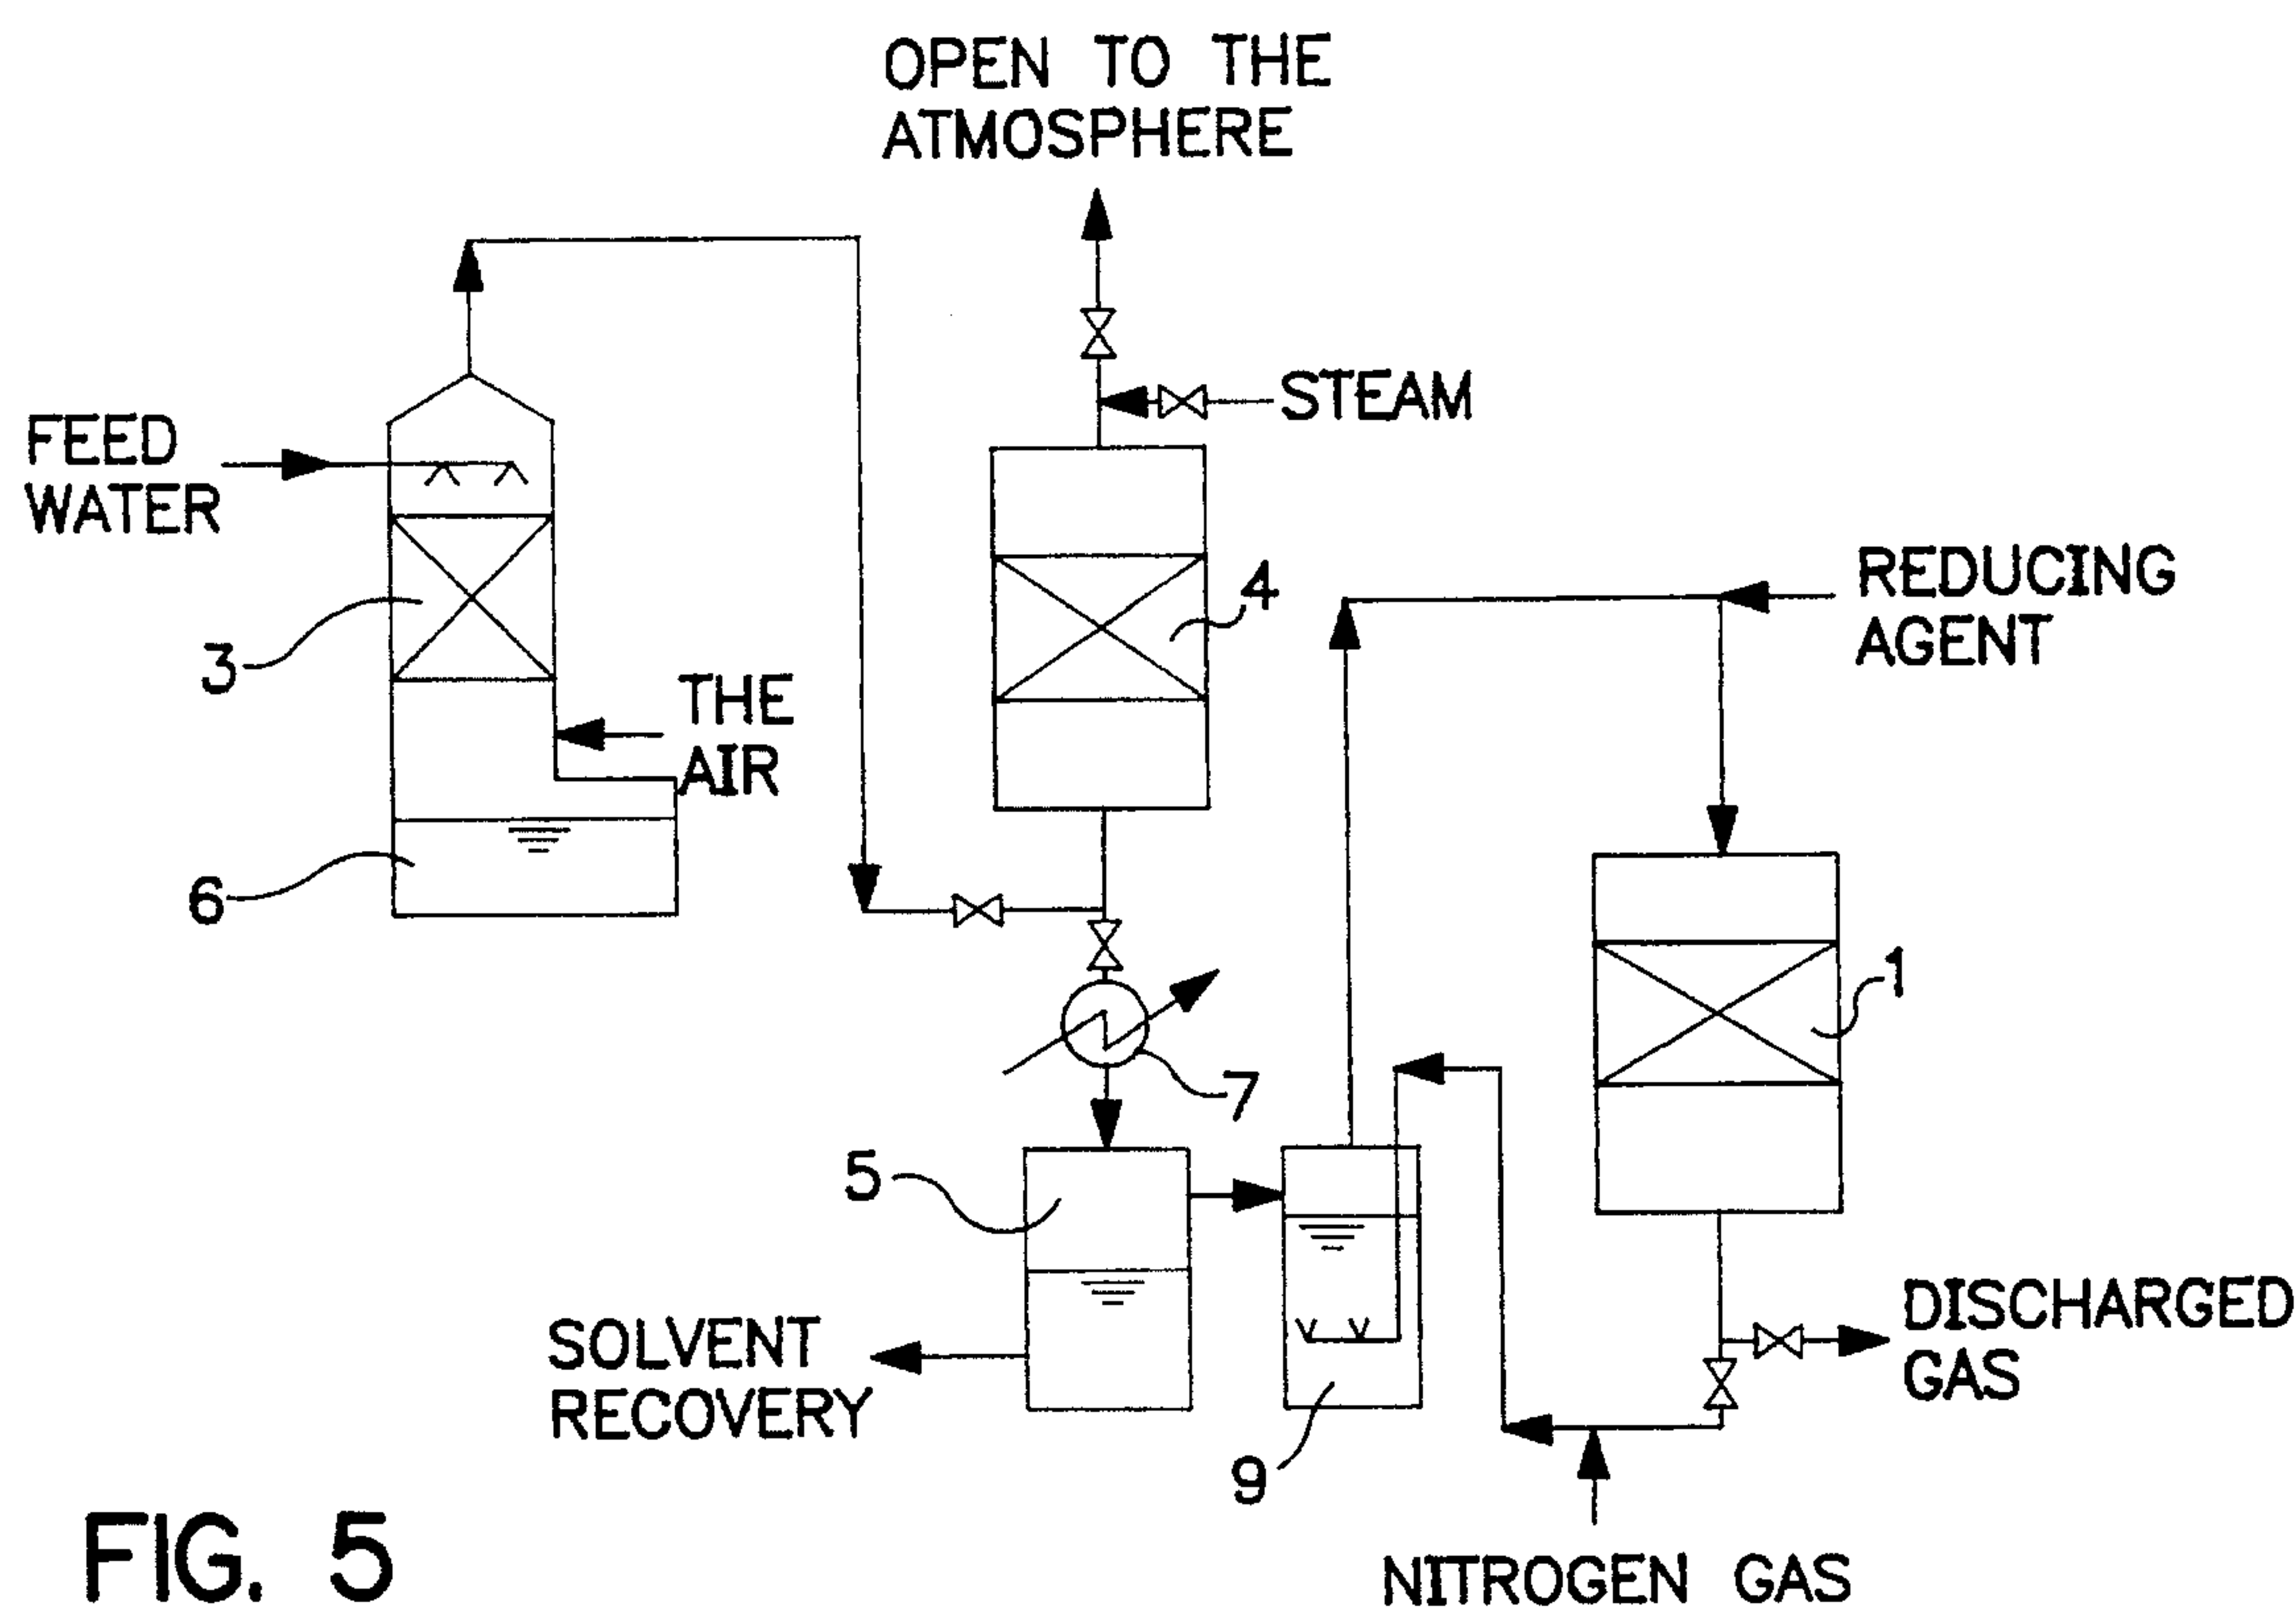 OPEN TO THE
ATMOSPHERE
STEAM
FEED
WATER
3
THE
AIR
6
4
REDUCING
AGENT
1
7
5
SOLVENT
RECOVERY
9
DISCHARGED
GAS
NITROGEN GAS
FIG. 5